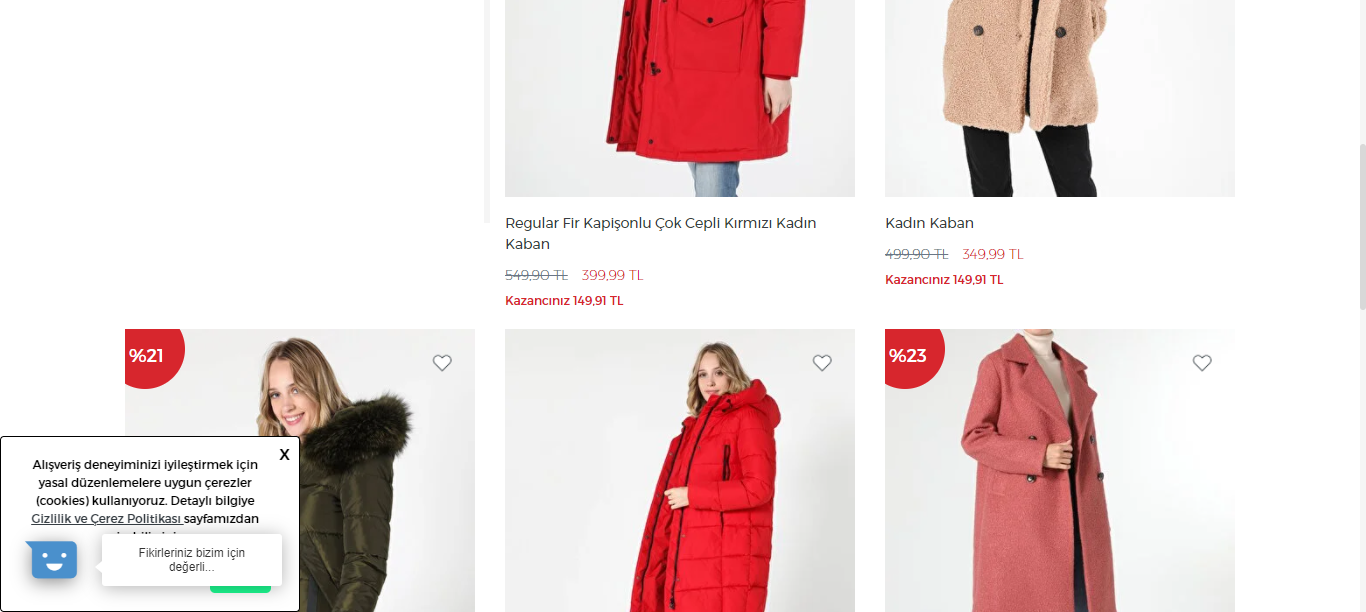 Regular Fir Kapişonlu Çok Cepli Kırmızı Kadın
Kaban
549,90 TL 399,99 TL
Kazancınız 149,91 TL
Kadın Kaban
499,90 TL 349,99 TL
Kazancınız 149,91 TL
%21
%23
X
Alışveriş deneyiminizi iyileştirmek için
yasal düzenlemelere uygun çerezler
(cookies) kullanıyoruz. Detaylı bilgiye
Gizlilik ve Çerez Politikası sayfamızdan
Fikirleriniz bizim için
değerli...